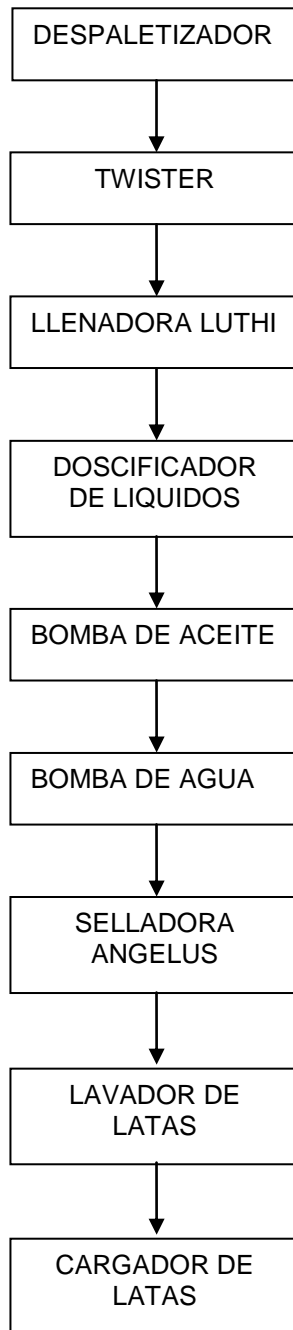 DESPALETIZADOR
TWISTER
LLENADORA LUTHI
DOSCIFICADOR
DE LIQUIDOS
BOMBA DE ACEITE
BOMBA DE AGUA
SELLADORA
ANGELUS
LAVADOR DE
LATAS
CARGADOR DE
LATAS